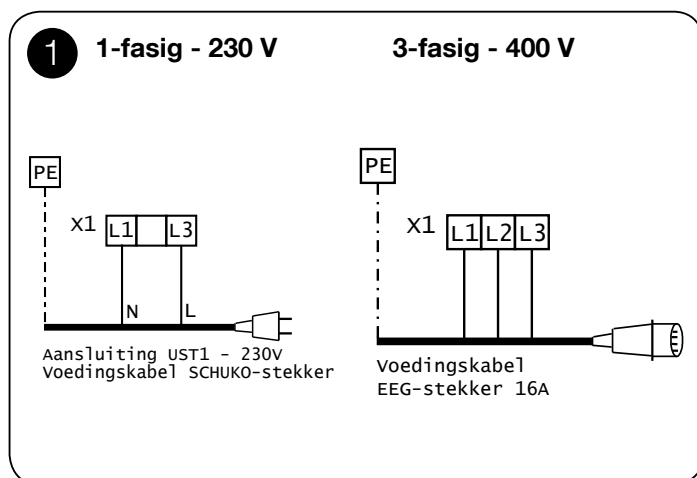 1
1-fasig - 230 V
3-fasig - 400 V
PE
X1 L1 L3
N L
Aansluiting UST1 - 230V
Voedingskabel SCHUKO-stekker
PE
X1 L1 L2 L3
Voedingskabel
EEG-stekker 16A